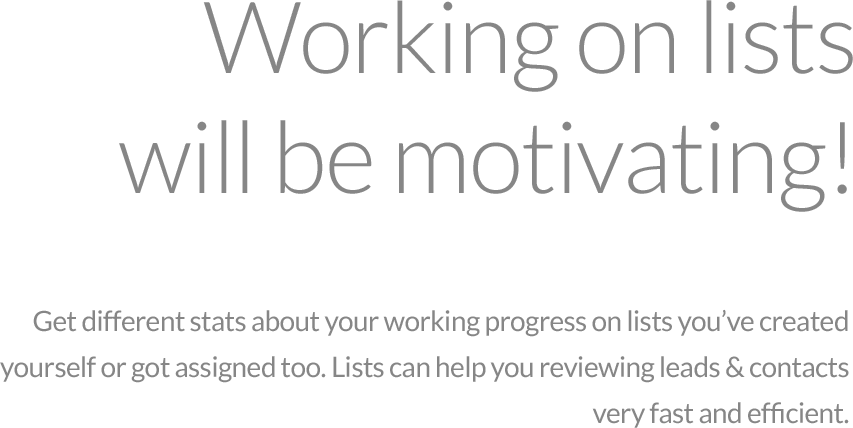 Working on lists
will be motivating!
Get different stats about your working progress on lists you’ve created
yourself or got assigned too. Lists can help you reviewing leads & contacts
very fast and efficient.